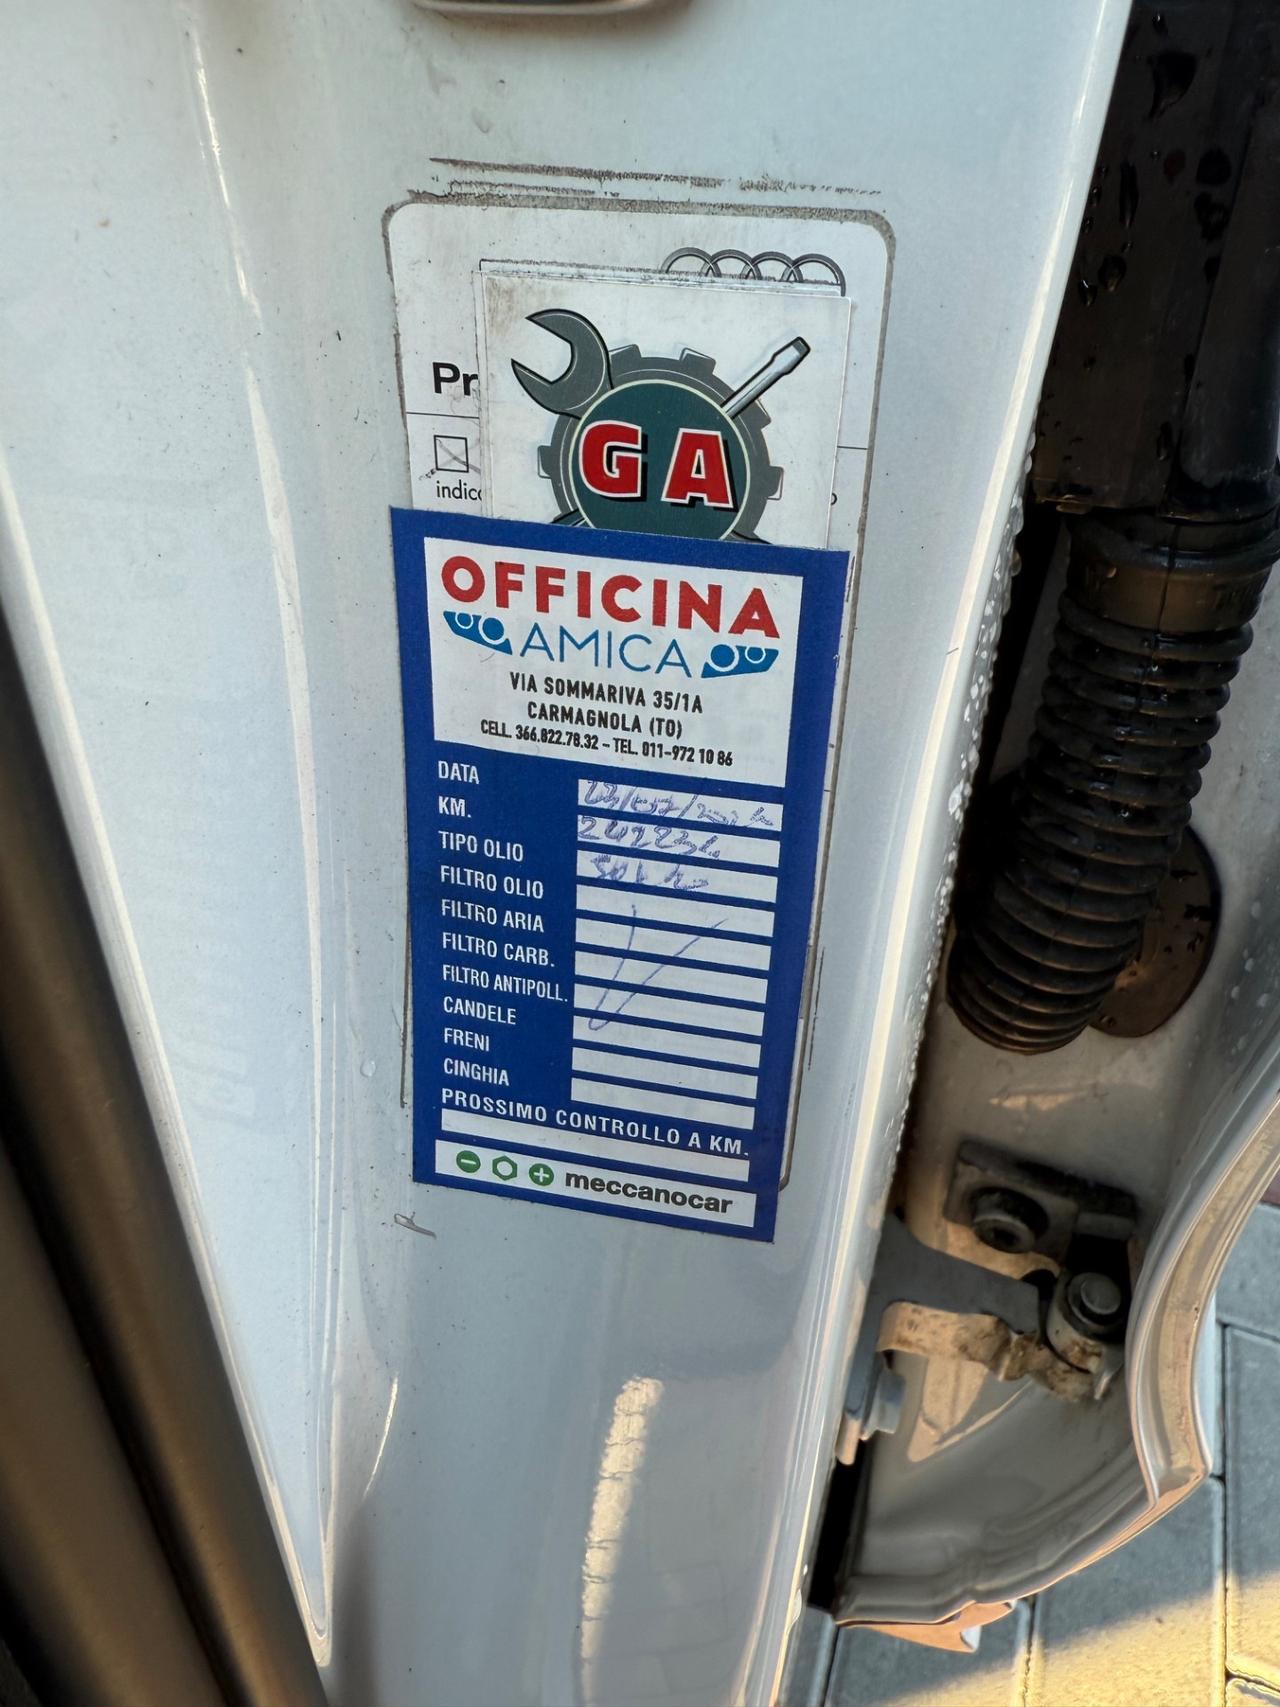 Pr
indico
GA
OFFICINA
AMICA
VIA SOMMARIVA 35/1A
CARMAGNOLA (TO)
CELL. 366.822.78.32 - TEL. 011-972 10 86
DATA
KM.
TIPO OLIO
FILTRO OLIO
FILTRO ARIA
FILTRO CARB.
FILTRO ANTIPOLL.
CANDELE
FRENI
CINGHIA
PROSSIMO CONTROLLO A KM.
meccanocar